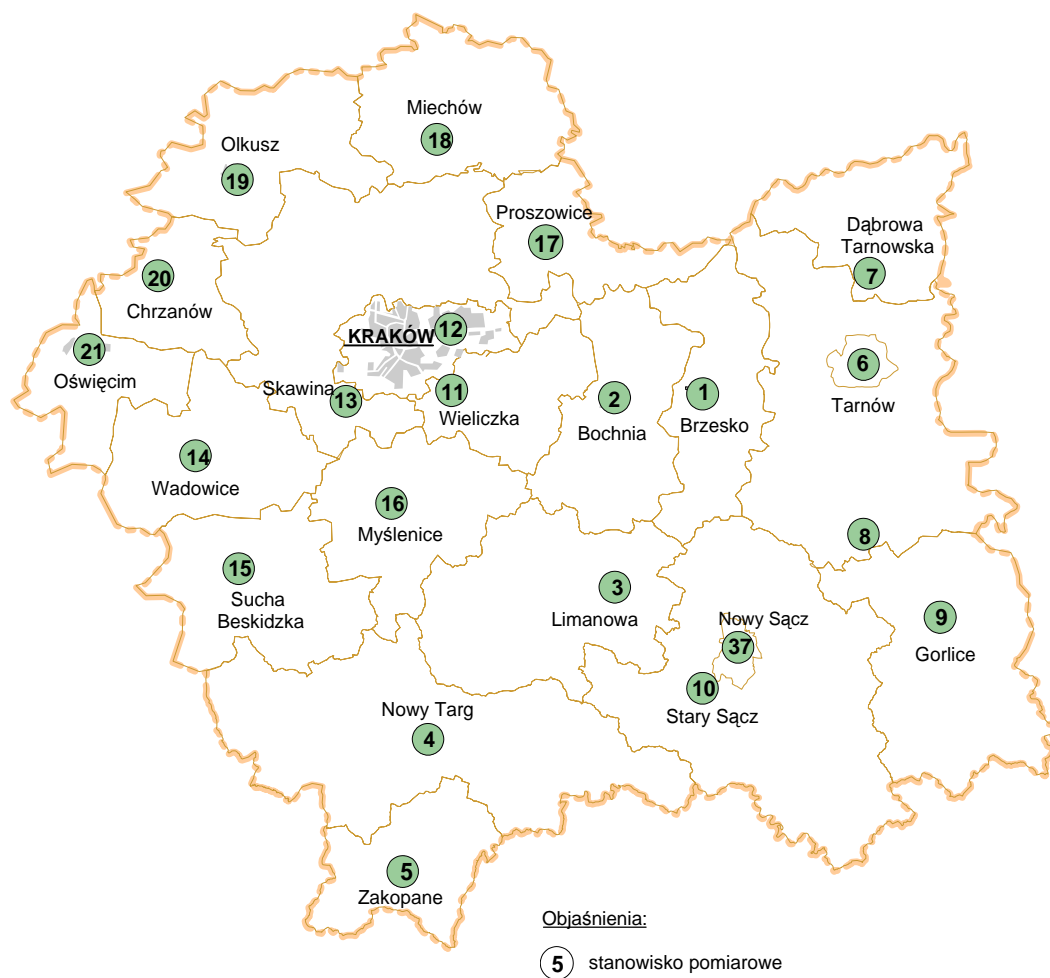 Miechów
18
Olkusz
19
Proszowice
17
Dąbrowa
Tarnowska
7
20
Chrzanów
KRAKÓW
12
21
Oświęcim
6
Tarnów
Skawina
13
11
Wieliczka
2
Bochnia
1
Brzesko
14
Wadowice
16
Myślenice
8
15
Sucha
Beskidzka
3
Limanowa
Nowy Sącz
37
9
Gorlice
10
Stary Sącz
Nowy Targ
4
5
Zakopane
Objaśnienia:
5 stanowisko pomiarowe